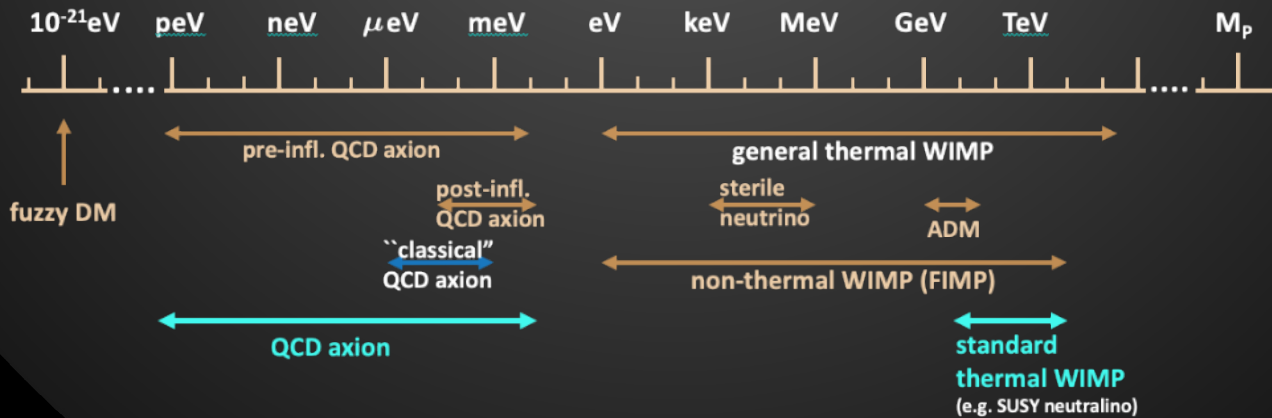 10⁻²¹eV peV neV μeV meV eV keV MeV GeV TeV M_P
pre-infl. QCD axion
general thermal WIMP
fuzzy DM
post-infl.
QCD axion
sterile
neutrino
ADM
``classical”
QCD axion
non-thermal WIMP (FIMP)
QCD axion
standard
thermal WIMP
(e.g. SUSY neutralino)